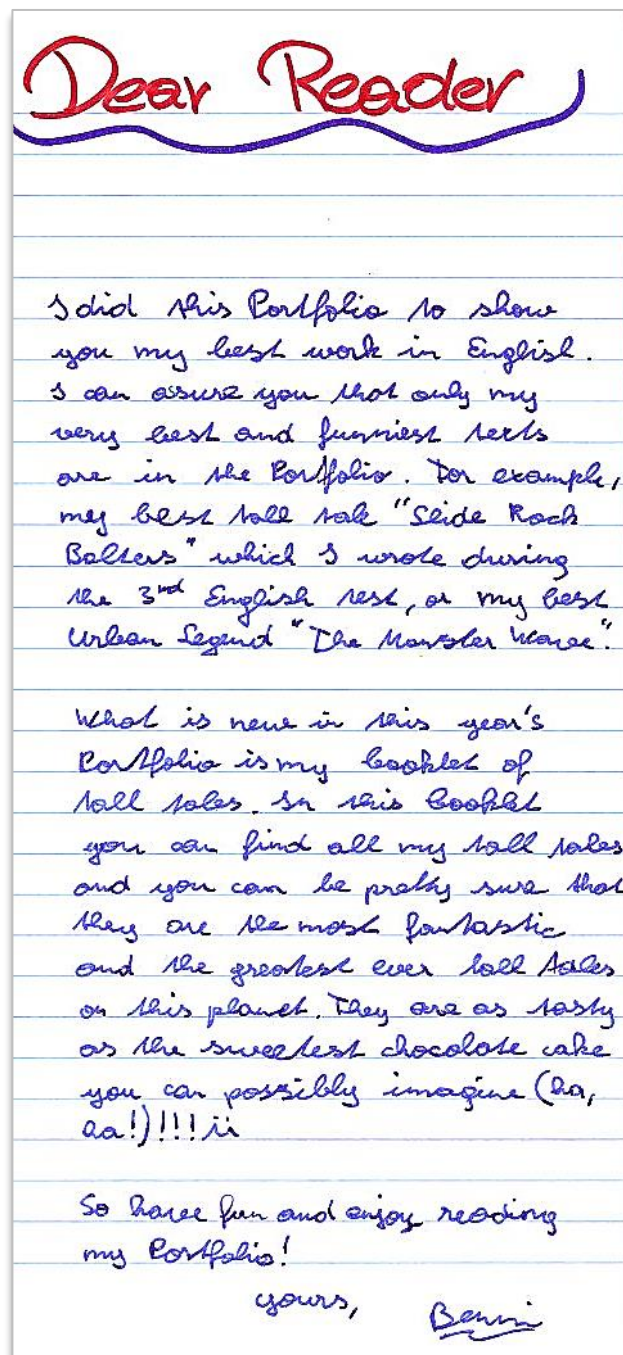 Dear Reader
I did this Portfolio to show
you my best work in English.
I can assure you that only my
very best and funniest texts
are in the Portfolio. For example,
my best tall tale "Slide Rock
Bolters" which I wrote during
the 3rd English test, or my best
Urban Legend "The Monster Wave".
What is new in this year's
Portfolio is my booklet of
tall tales. In this booklet
you can find all my tall tales
and you can be pretty sure that
they are the most fantastic
and the greatest ever tall tales
on this planet. They are as tasty
as the sweetest chocolate cake
you can possibly imagine (ha,
ha!)!!!
So have fun and enjoy reading
my Portfolio!
yours, Benni